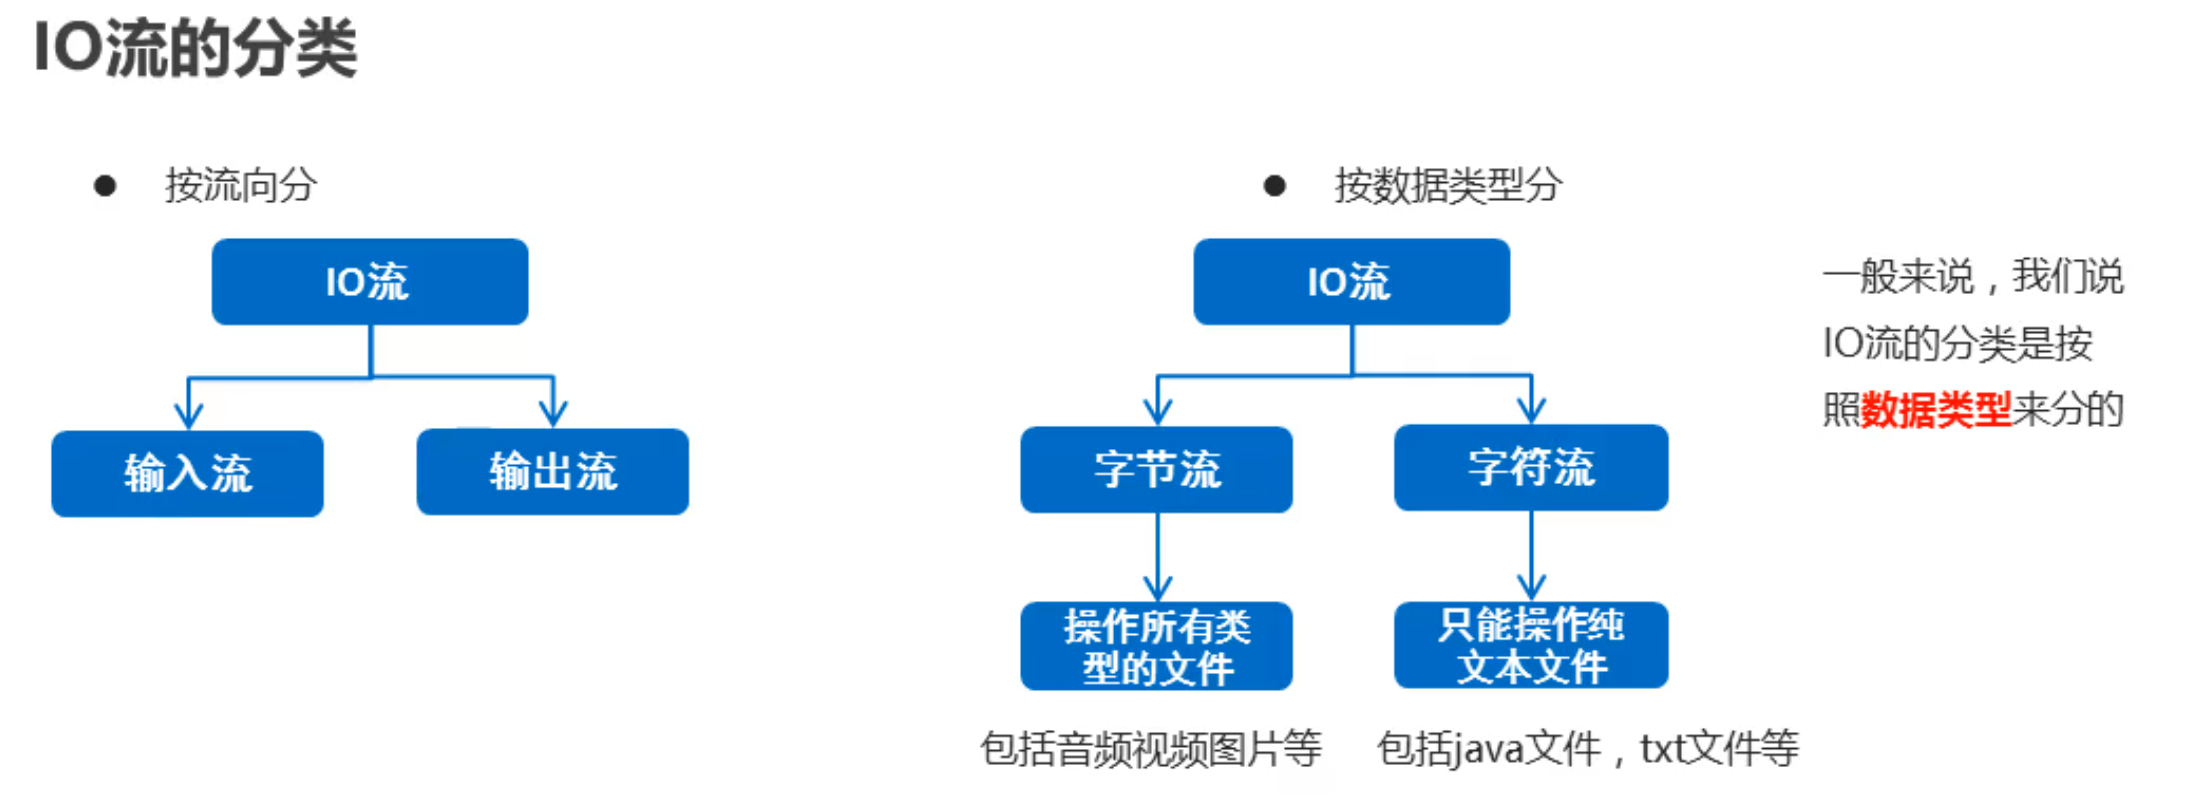 IO流的分类
按流向分
IO流
输入流
输出流
按数据类型分
IO流
字节流
字符流
操作所有类
型的文件
只能操作纯
文本文件
包括音频视频图片等
包括java文件，txt文件等
一般来说，我们说
IO流的分类是按
照数据类型来分的